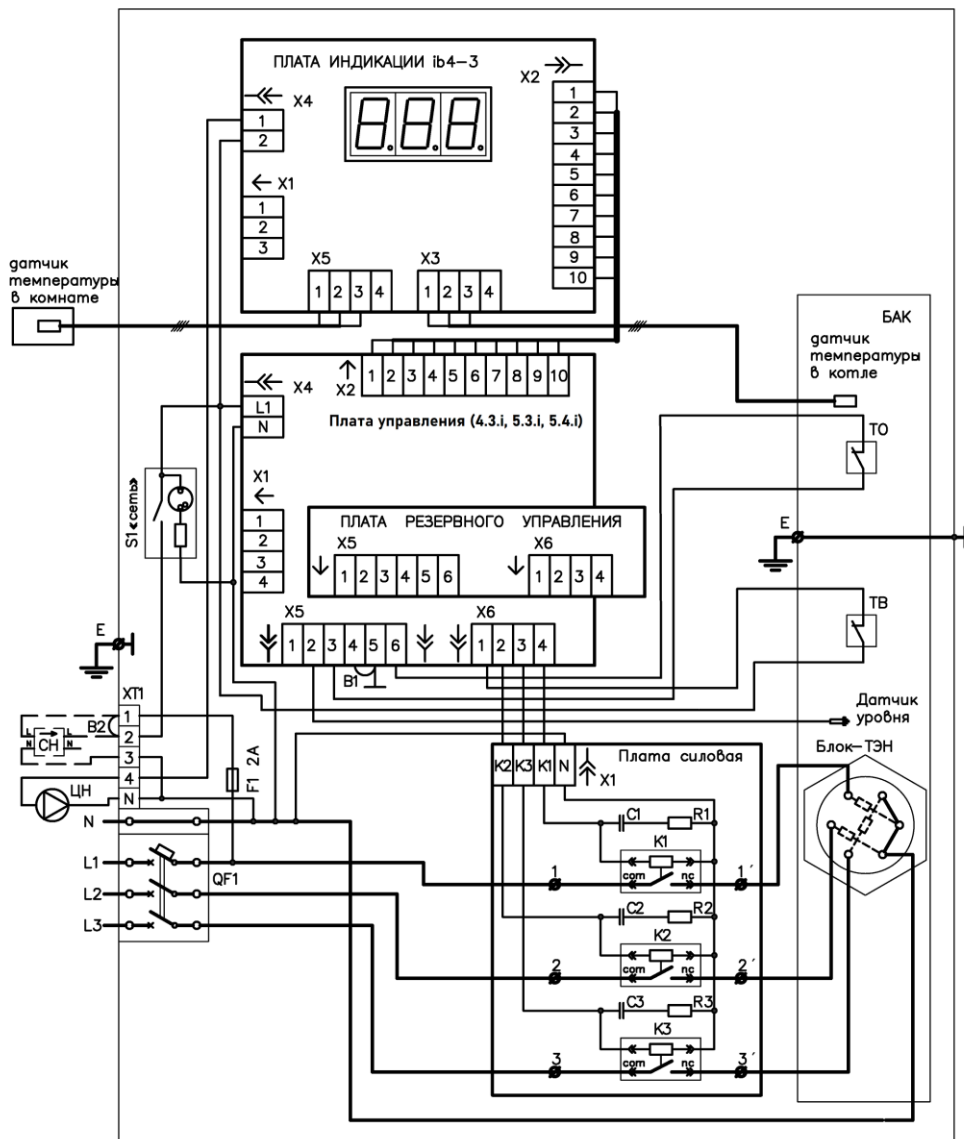 ПЛАТА ИНДИКАЦИИ ib4-3
X2
X4
1
2
1
2
3
4
5
6
7
8
9
10
X1
1
2
3
X5
1 2 3 4
X3
1 2 3 4
датчик
температуры
в комнате
БАК
датчик
температуры
в котле
X4
X2
1 2 3 4 5 6 7 8 9 10
L1
N
Плата управления (4.3.i, 5.3.i, 5.4.i)
ТО
S1 «сеть»
X1
1
2
3
4
ПЛАТА РЕЗЕРВНОГО УПРАВЛЕНИЯ
X5
1 2 3 4 5 6
X6
1 2 3 4
E
ТВ
X5
1 2 3 4 5 6
X6
1 2 3 4
B1
E
XT1
1
2
3
4
N
B2
L L
N N
СН
ЦН
F1 2A
Датчик
уровня
Блок-ТЭН
K2 K3 K1 N
X1
Плата силовая
N
L1
L2
L3
QF1
C1 R1
K1
com nc
1 1´
C2 R2
K2
com nc
2 2´
C3 R3
K3
com nc
3 3´